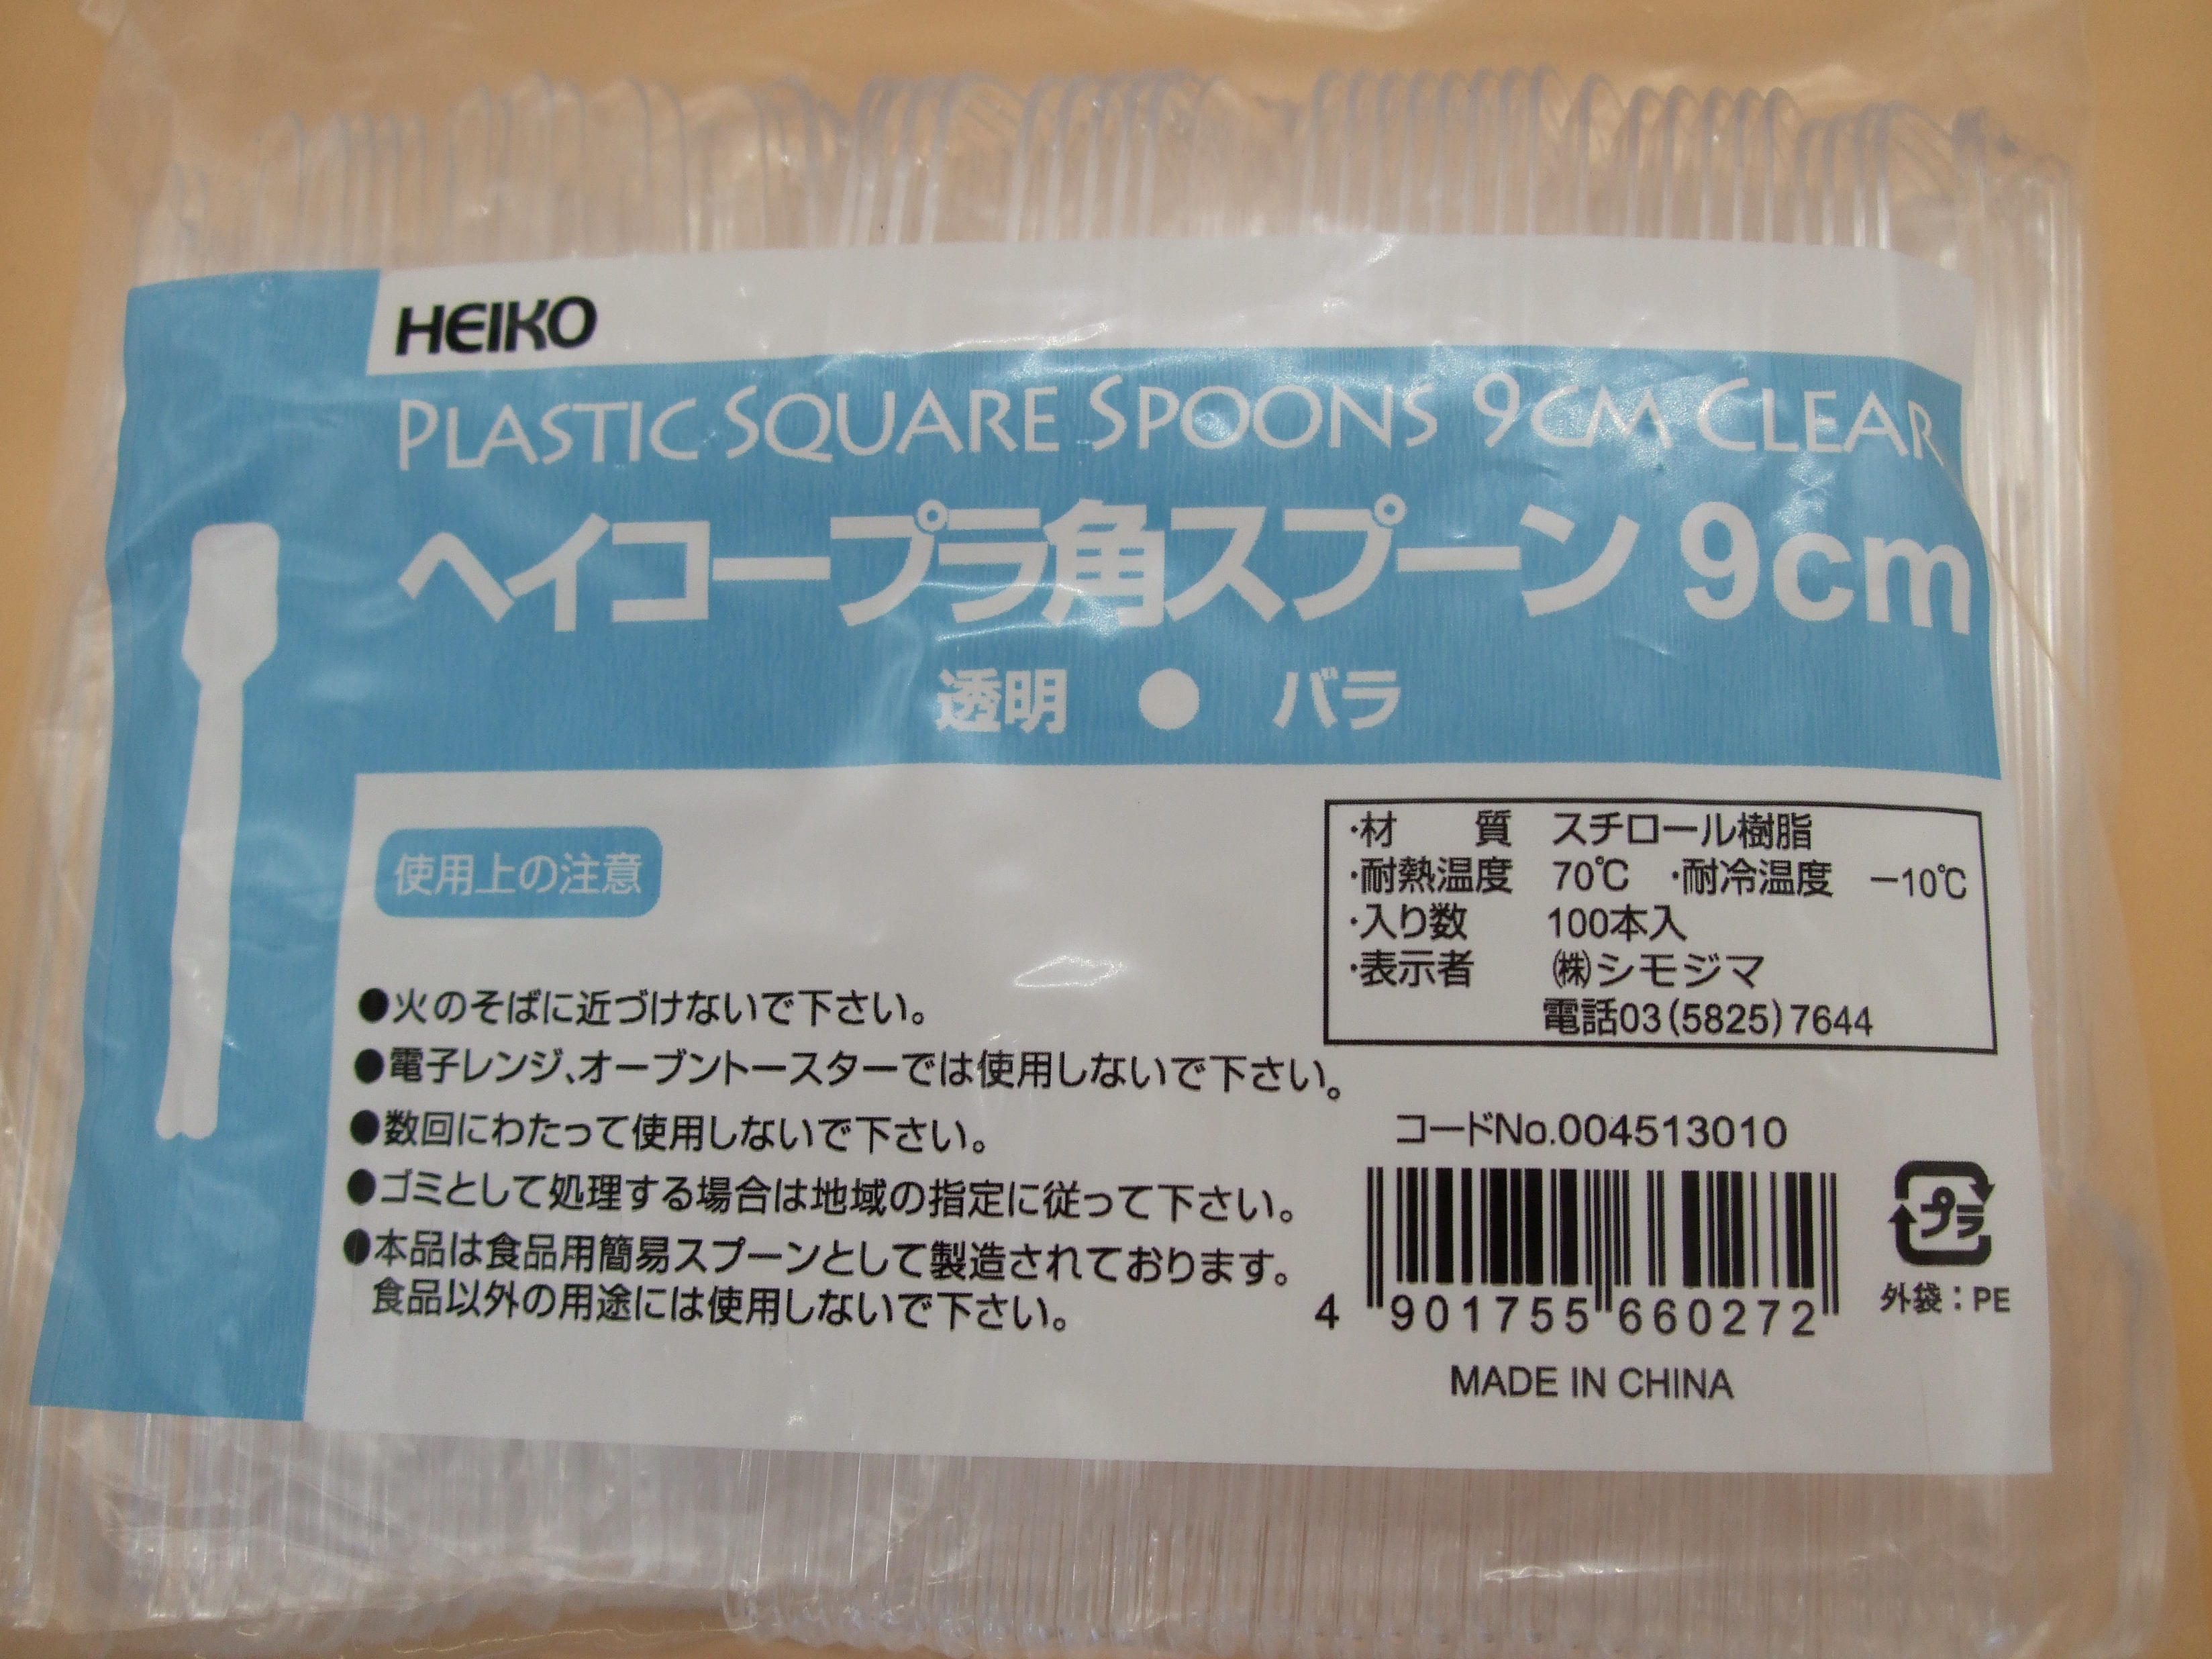 HEIKO
PLASTIC SQUARE SPOONS 9CM CLEAR
ヘイコープラ角スプーン 9cm
透明 ● バラ
使用上の注意
●火のそばに近づけないで下さい。
●電子レンジ、オーブントースターでは使用しないで下さい。
●数回にわたって使用しないで下さい。
●ゴミとして処理する場合は地域の指定に従って下さい。
●本品は食品用簡易スプーンとして製造されております。
食品以外の用途には使用しないで下さい。
・材 質 スチロール樹脂
・耐熱温度 70℃ ・耐冷温度 −10℃
・入り数 100本入
・表示者 ㈱シモジマ
電話03(5825)7644
コードNo.004513010
4 901755 660272
MADE IN CHINA
プラ
外袋：PE